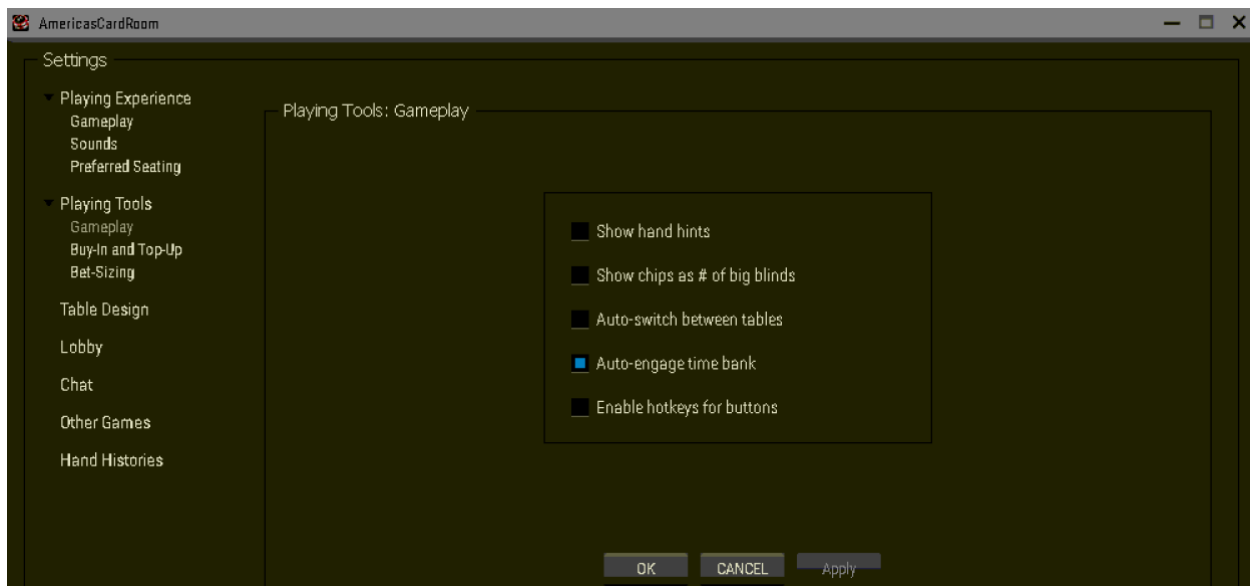 AmericasCardRoom
Settings
Playing Experience
Gameplay
Sounds
Preferred Seating
Playing Tools
Gameplay
Buy-In and Top-Up
Bet-Sizing
Table Design
Lobby
Chat
Other Games
Hand Histories
Playing Tools: Gameplay
Show hand hints
Show chips as # of big blinds
Auto-switch between tables
Auto-engage time bank
Enable hotkeys for buttons
OK CANCEL Apply